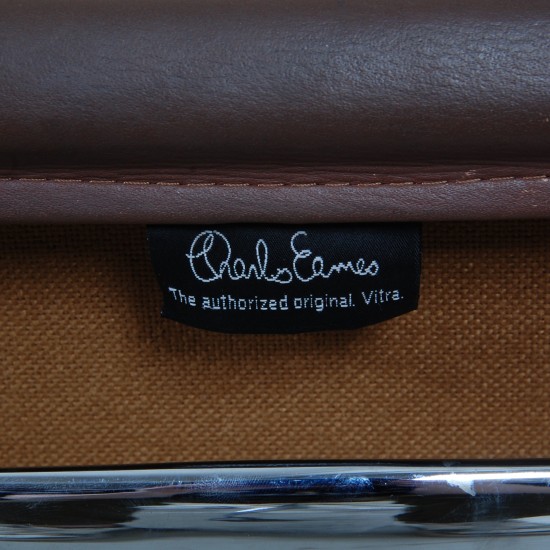 Charles Eames
The authorized original. Vitra.